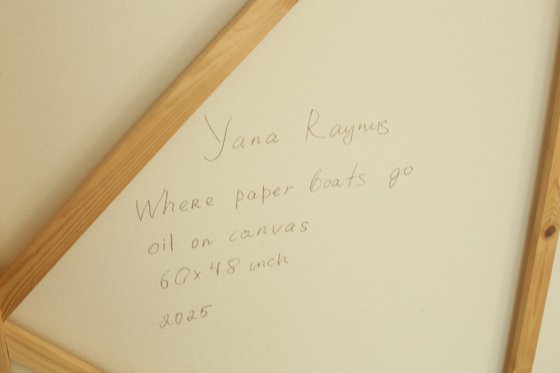 Yana Raynus
Where paper boats go
oil on canvas
60x48 inch
2025